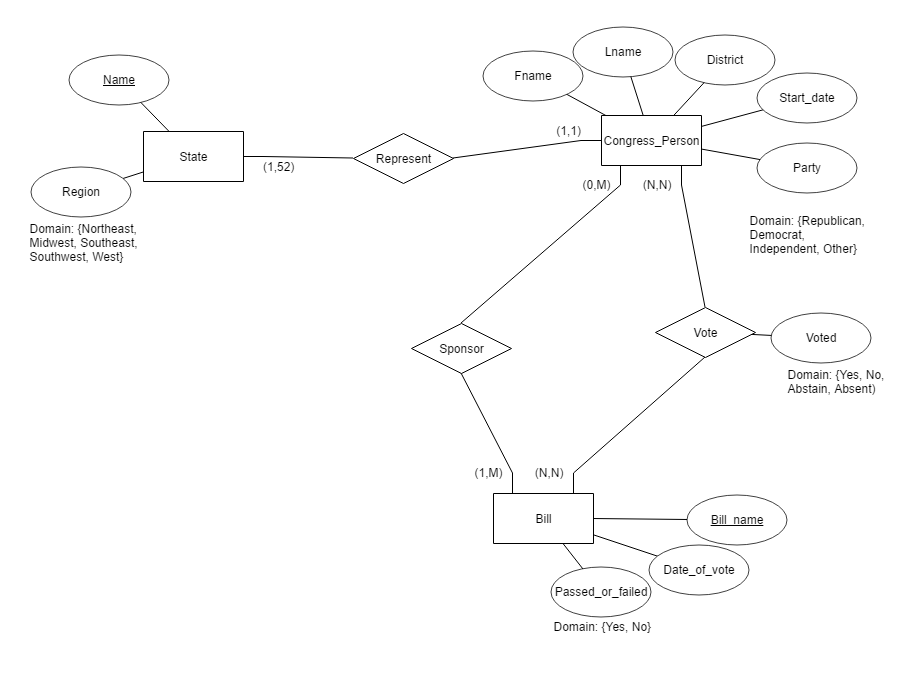 Name
State
Region
Domain: {Northeast,
Midwest, Southeast,
Southwest, West}
(1,52)
Represent
(1,1)
Fname
Lname
District
Start_date
Congress_Person
Party
Domain: {Republican,
Democrat,
Independent, Other}
(0,M)
(N,N)
Sponsor
Vote
Voted
Domain: {Yes, No,
Abstain, Absent)
(1,M)
(N,N)
Bill
Bill_name
Date_of_vote
Passed_or_failed
Domain: {Yes, No}